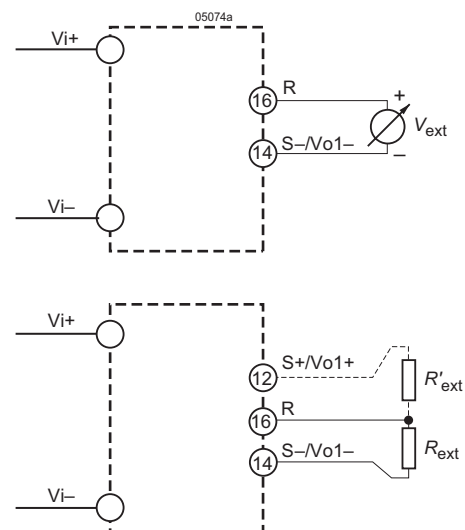 05074a
Vi+
16 R
+
Vext
14 S–/Vo1–
–
Vi–
Vi+
12 S+/Vo1+
R'ext
16 R
14 S–/Vo1–
Rext
Vi–